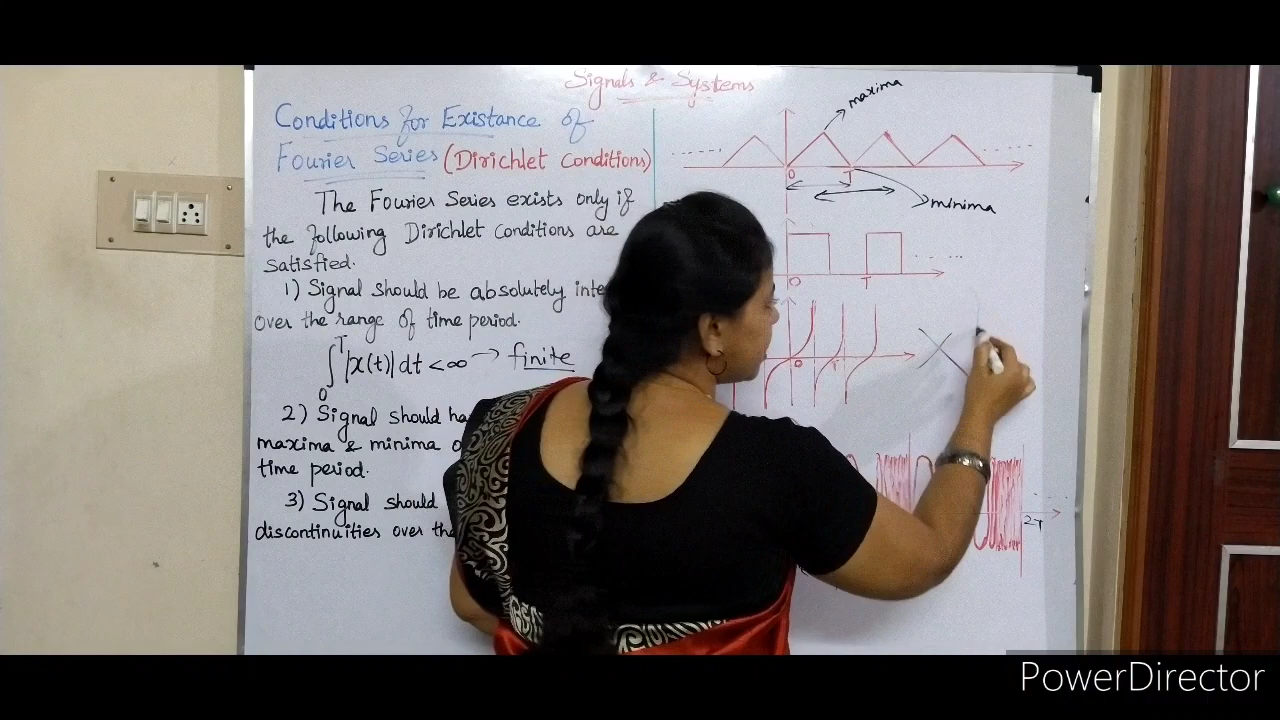 Signals & Systems
Conditions for Existance of
Fourier Series (Dirichlet Conditions)
The Fourier Series exists only if
the following Dirichlet conditions are
satisfied.
1) Signal should be absolutely inte
over the range of time period.
T
∫ |x(t)| dt < ∞ → finite
0
2) Signal should ha
maxima & minima o
time period.
3) Signal should
discontinuities over the
maxima
0 T
minima
0 T
0 T
2T
PowerDirector